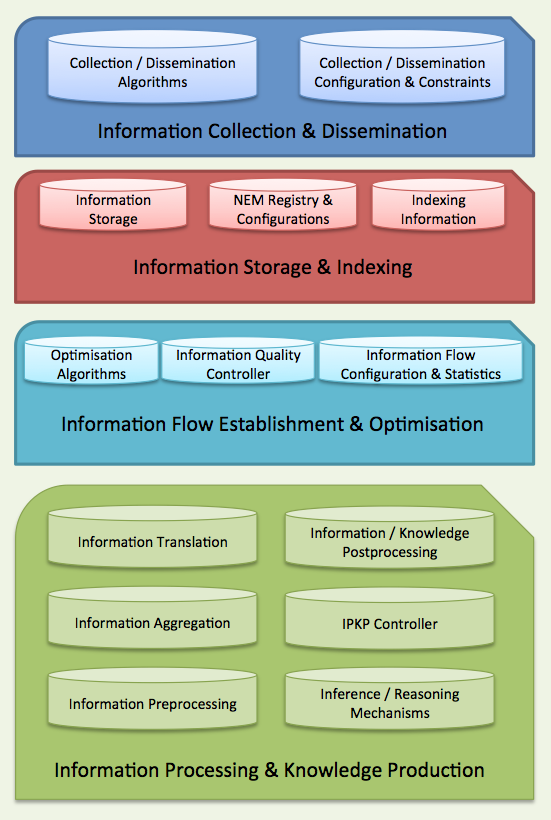 Collection / Dissemination
Algorithms
Collection / Dissemination
Configuration & Constraints
Information Collection & Dissemination
Information
Storage
NEM Registry &
Configurations
Indexing
Information
Information Storage & Indexing
Optimisation
Algorithms
Information Quality
Controller
Information Flow
Configuration & Statistics
Information Flow Establishment & Optimisation
Information Translation
Information / Knowledge
Postprocessing
Information Aggregation
IPKP Controller
Information Preprocessing
Inference / Reasoning
Mechanisms
Information Processing & Knowledge Production